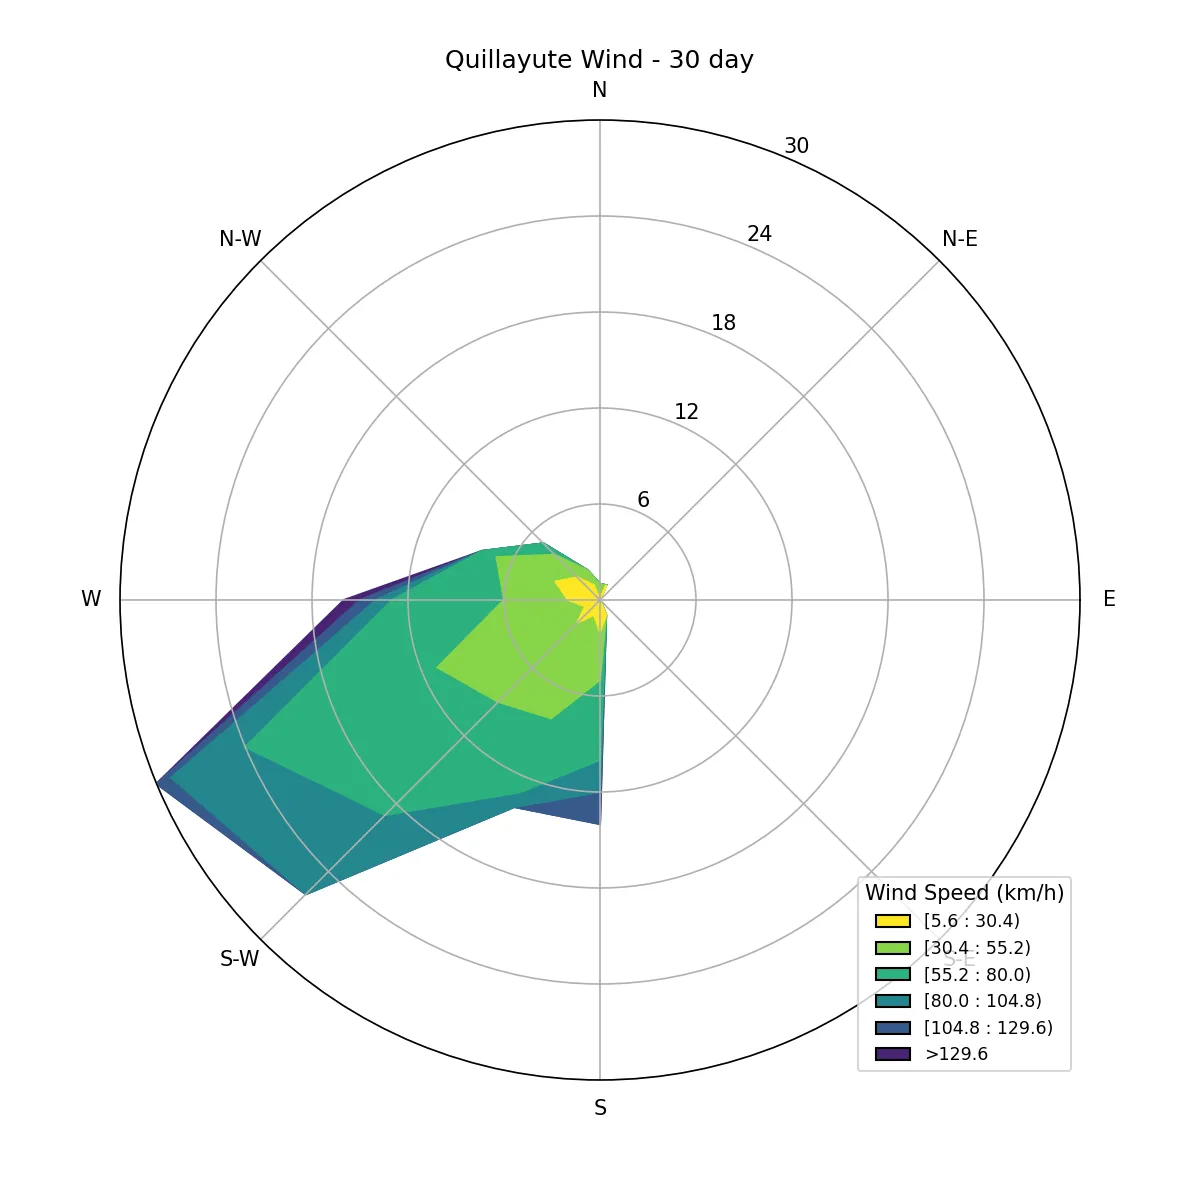 Quillayute Wind - 30 day
N
30
N-W
24
N-E
18
12
6
W
E
Wind Speed (km/h)
[5.6 : 30.4)
[30.4 : 55.2)
S-W
S-E
[55.2 : 80.0)
[80.0 : 104.8)
[104.8 : 129.6)
>129.6
S